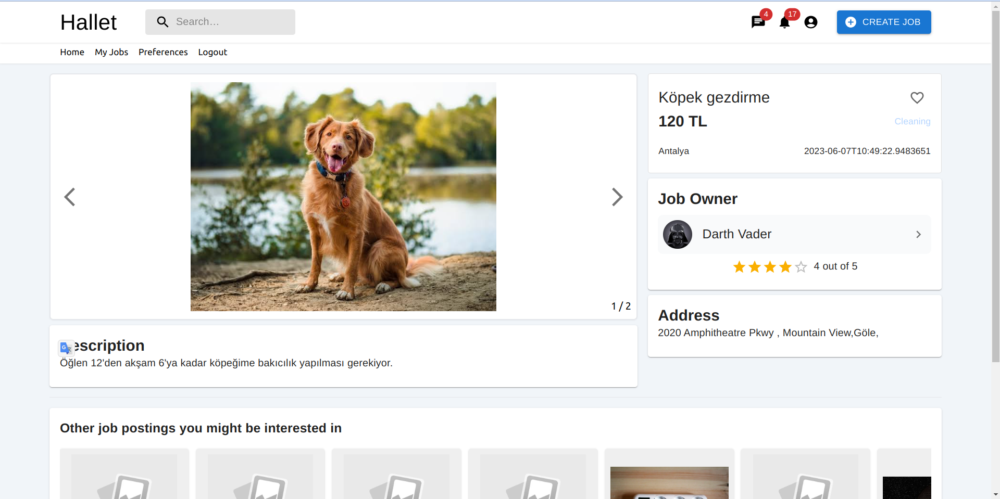 Hallet
Search...
4
17
CREATE JOB
Home My Jobs Preferences Logout
1 / 2
Köpek gezdirme
120 TL
Cleaning
Antalya
2023-06-07T10:49:22.9483651
Job Owner
Darth Vader
4 out of 5
Address
2020 Amphitheatre Pkwy , Mountain View,Göle,
escription
Öğlen 12'den akşam 6'ya kadar köpeğime bakıcılık yapılması gerekiyor.
Other job postings you might be interested in